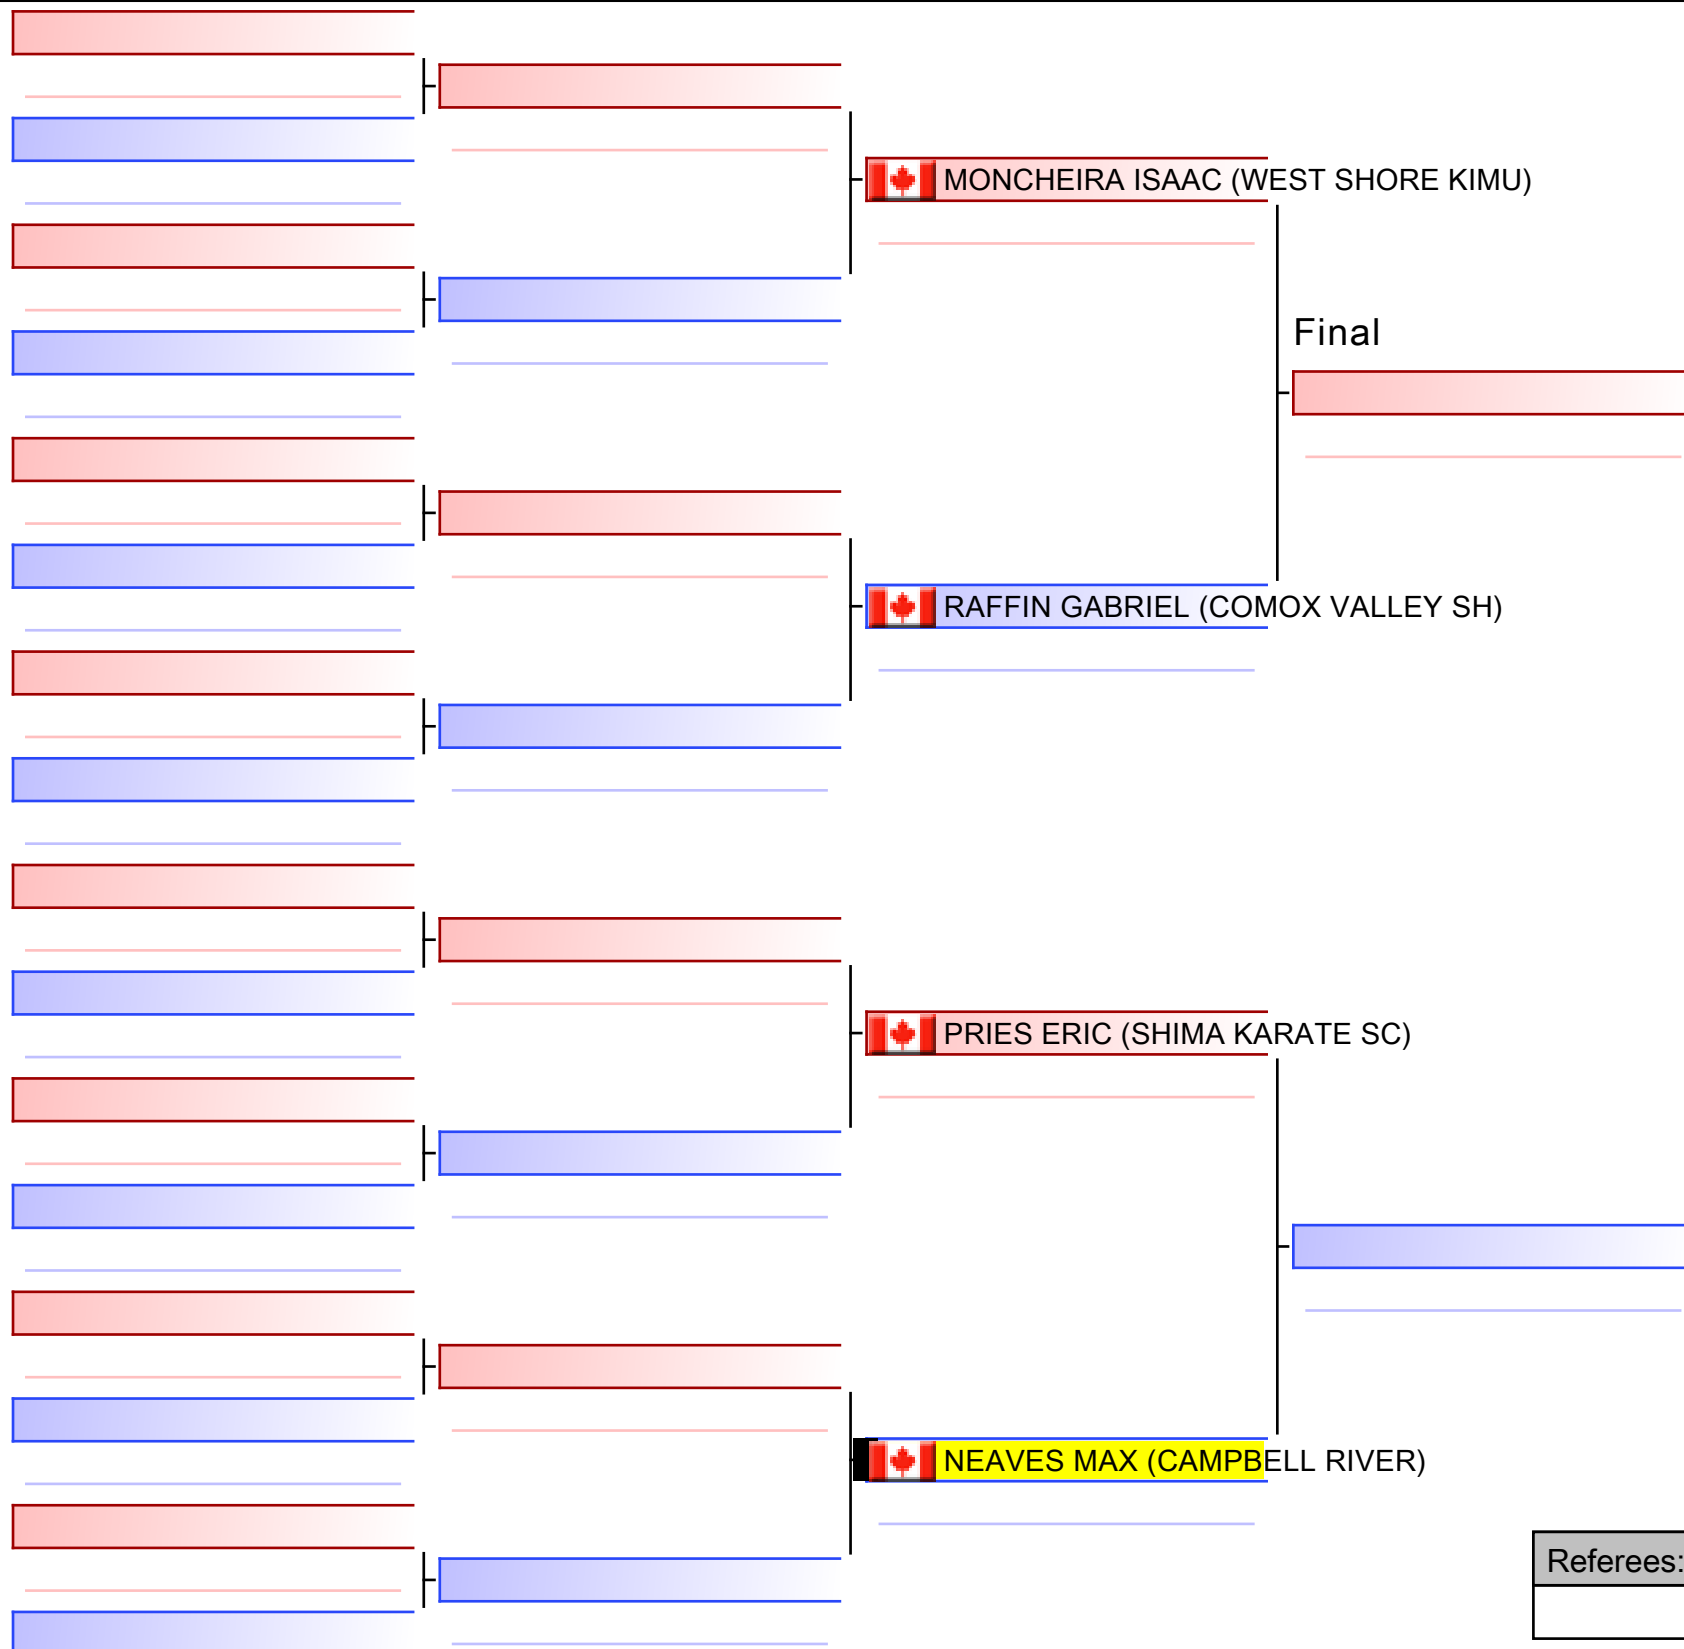 MONCHEIRA ISAAC (WEST SHORE KIMU)
Final
RAFFIN GABRIEL (COMOX VALLEY SH)
PRIES ERIC (SHIMA KARATE SC)
NEAVES MAX (CAMPBELL RIVER)
Referees: